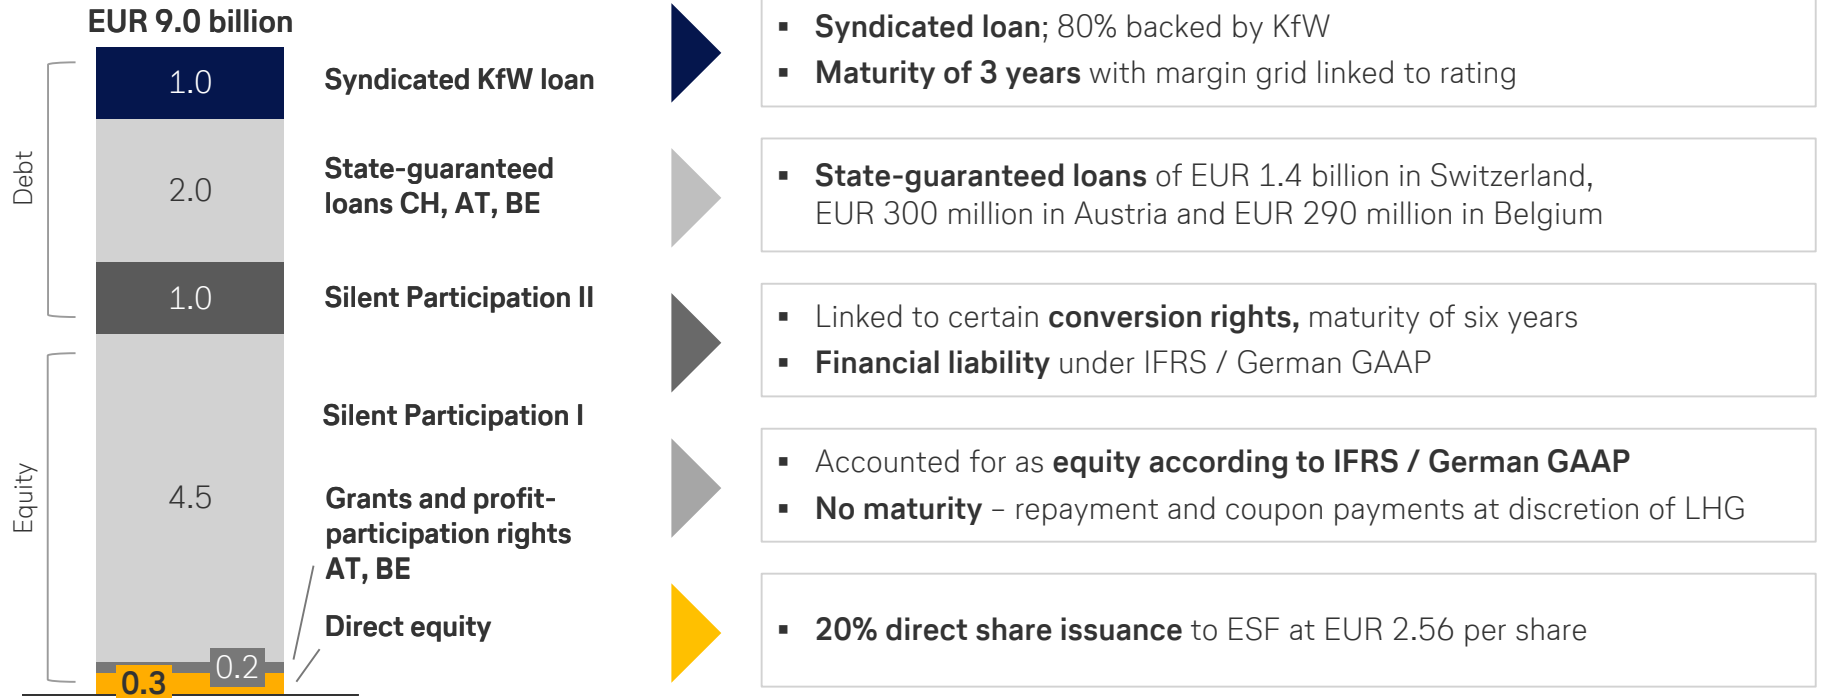 EUR 9.0 billion
Debt
1.0
Syndicated KfW loan
▪ Syndicated loan; 80% backed by KfW
▪ Maturity of 3 years with margin grid linked to rating
2.0
State-guaranteed
loans CH, AT, BE
▪ State-guaranteed loans of EUR 1.4 billion in Switzerland,
EUR 300 million in Austria and EUR 290 million in Belgium
1.0
Silent Participation II
▪ Linked to certain conversion rights, maturity of six years
▪ Financial liability under IFRS / German GAAP
Equity
4.5
Silent Participation I
▪ Accounted for as equity according to IFRS / German GAAP
▪ No maturity – repayment and coupon payments at discretion of LHG
Grants and profit-
participation rights
AT, BE
0.2
Direct equity
0.3
▪ 20% direct share issuance to ESF at EUR 2.56 per share